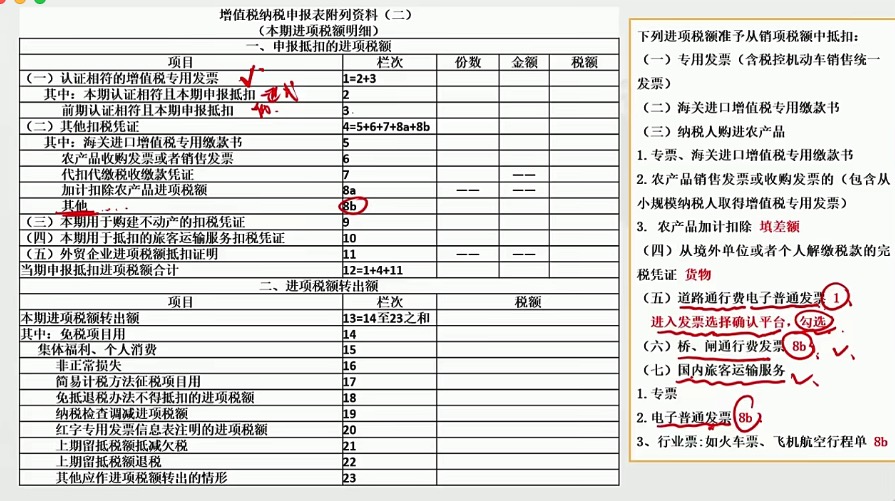 增值税纳税申报表附列资料（二）
（本期进项税额明细）
一、申报抵扣的进项税额
项目 栏次 份数 金额 税额
（一）认证相符的增值税专用发票 1=2+3
其中：本期认证相符且本期申报抵扣 2
前期认证相符且本期申报抵扣 3
（二）其他扣税凭证 4=5+6+7+8a+8b
其中：海关进口增值税专用缴款书 5
农产品收购发票或者销售发票 6
代扣代缴税收缴款凭证 7 ——
加计扣除农产品进项税额 8a —— ——
其他 8b
（三）本期用于购建不动产的扣税凭证 9
（四）本期用于抵扣的旅客运输服务扣税凭证 10
（五）外贸企业进项税额抵扣证明 11 —— ——
当期申报抵扣进项税额合计 12=1+4+11
二、进项税额转出额
项目 栏次 税额
本期进项税额转出额 13=14至23之和
其中：免税项目用 14
集体福利、个人消费 15
非正常损失 16
简易计税方法征税项目用 17
免抵退税办法不得抵扣的进项税额 18
纳税检查调减进项税额 19
红字专用发票信息表注明的进项税额 20
上期留抵税额抵减欠税 21
上期留抵税额退税 22
其他应作进项税额转出的情形 23
下列进项税额准予从销项税额中抵扣：
（一）专用发票（含税控机动车销售统一
发票）
（二）海关进口增值税专用缴款书
（三）纳税人购进农产品
1.专票、海关进口增值税专用缴款书
2.农产品销售发票或收购发票的（包含从
小规模纳税人取得增值税专用发票）
3. 农产品加计扣除 填差额
（四）从境外单位或者个人解缴税款的完
税凭证 货物
（五）道路通行费电子普通发票 1
进入发票选择确认平台，勾选
（六）桥、闸通行费发票 8b
（七）国内旅客运输服务
1.专票
2.电子普通发票 8b
3、行业票:如火车票、飞机航空行程单 8b